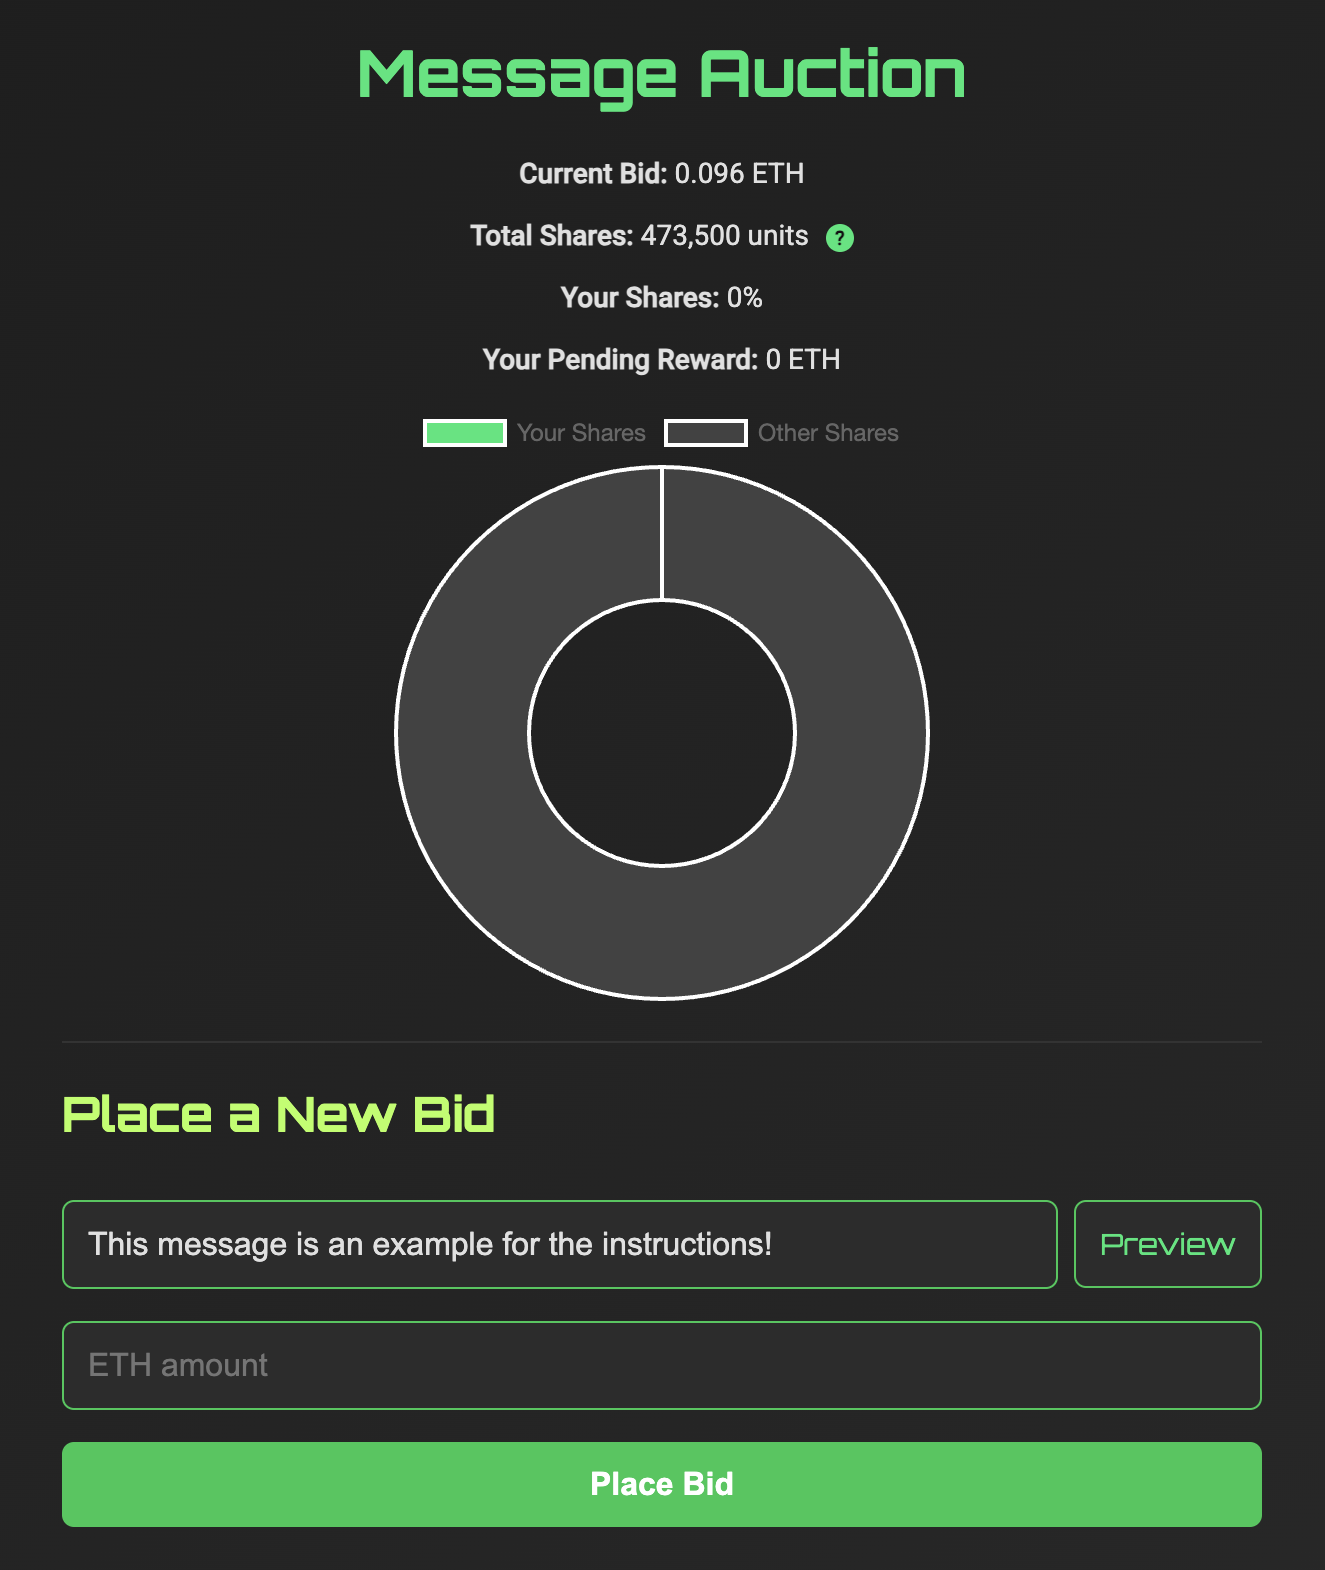 Message Auction
Current Bid: 0.096 ETH
Total Shares: 473,500 units ?
Your Shares: 0%
Your Pending Reward: 0 ETH
Your Shares Other Shares
Place a New Bid
This message is an example for the instructions! Preview
ETH amount
Place Bid